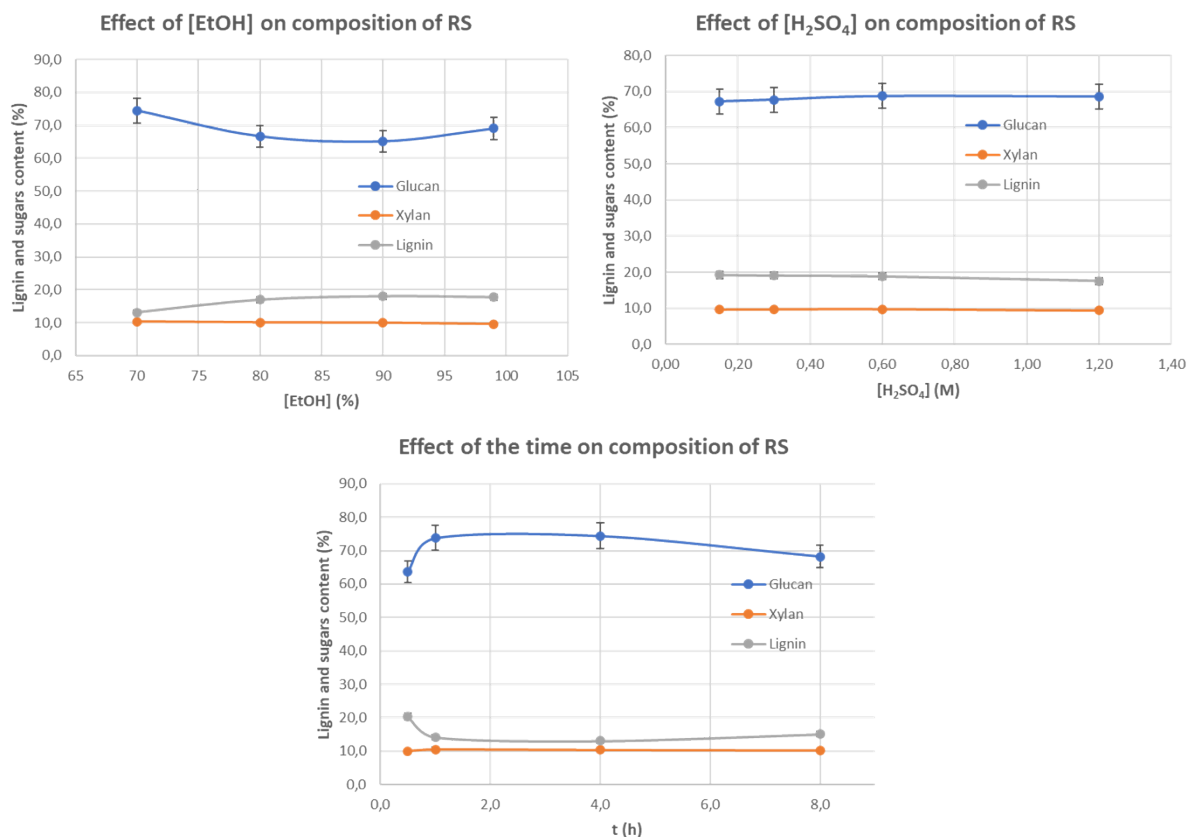 Effect of [EtOH] on composition of RS
Lignin and sugars content (%)
90,0
80,0
70,0
60,0
50,0
40,0
30,0
20,0
10,0
0,0
Glucan
Xylan
Lignin
65 70 75 80 85 90 95 100 105
[EtOH] (%)
Effect of [H₂SO₄] on composition of RS
Lignin and sugars content (%)
80,0
70,0
60,0
50,0
40,0
30,0
20,0
10,0
0,0
Glucan
Xylan
Lignin
0,00 0,20 0,40 0,60 0,80 1,00 1,20 1,40
[H₂SO₄] (M)
Effect of the time on composition of RS
Lignin and sugars content (%)
90,0
80,0
70,0
60,0
50,0
40,0
30,0
20,0
10,0
0,0
Glucan
Xylan
Lignin
0,0 2,0 4,0 6,0 8,0
t (h)